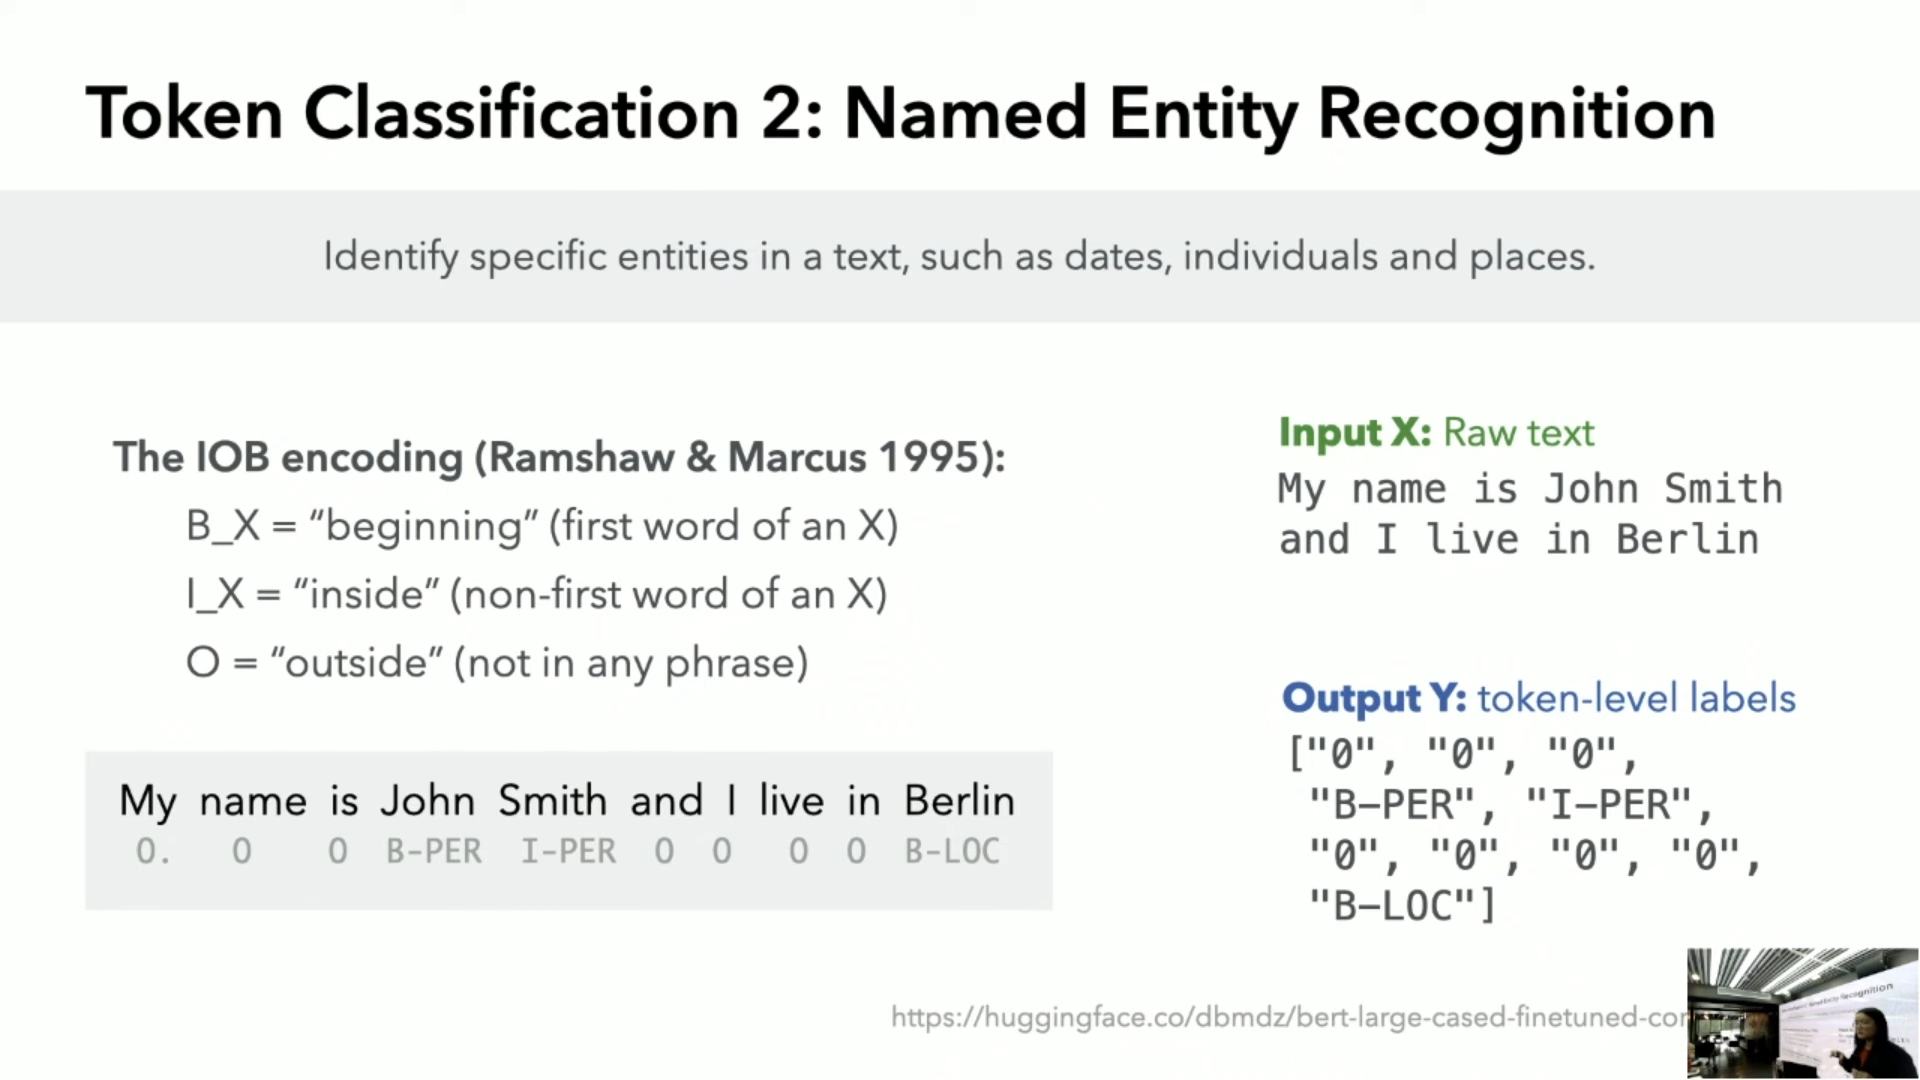 Token Classification 2: Named Entity Recognition
Identify specific entities in a text, such as dates, individuals and places.
The IOB encoding (Ramshaw & Marcus 1995):
B_X = “beginning” (first word of an X)
I_X = “inside” (non-first word of an X)
O = “outside” (not in any phrase)
My name is John Smith and I live in Berlin
0. 0 0 B-PER I-PER 0 0 0 0 B-LOC
Input X: Raw text
My name is John Smith
and I live in Berlin
Output Y: token-level labels
["0", "0", "0",
"B-PER", "I-PER",
"0", "0", "0", "0",
"B-LOC"]
https://huggingface.co/dbmdz/bert-large-cased-finetuned-con